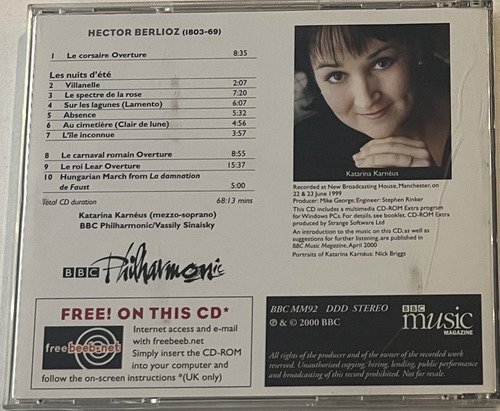 HECTOR BERLIOZ (1803-69)
1 Le corsaire Overture 8:35
Les nuits d'été
2 Villanelle 2:07
3 Le spectre de la rose 7:20
4 Sur les lagunes (Lamento) 6:07
5 Absence 5:32
6 Au cimetière (Clair de lune) 4:56
7 L'île inconnue 3:57
8 Le carnaval romain Overture 8:55
9 Le roi Lear Overture 15:37
10 Hungarian March from La damnation
de Faust 5:00
Total CD duration 68:13 mins
Katarina Karnéus (mezzo-soprano)
BBC Philharmonic/Vassily Sinaisky
BBC Philharmonic
Katarina Karnéus
Recorded at New Broadcasting House, Manchester, on
22 & 23 June 1999
Producer: Mike George; Engineer: Stephen Rinker
This CD includes a multimedia CD-ROM Extra program
for Windows PCs. For details, see booklet. CD-ROM Extra
produced by Strange Software Ltd
An introduction to the music on this CD, as well as
suggestions for further listening, are published in
BBC Music Magazine, April 2000
Portraits of Katarina Karnéus: Nick Briggs
FREE! ON THIS CD*
freebeeb.net
Internet access and e-mail
with freebeeb.net
Simply insert the CD-ROM
into your computer and
follow the on-screen instructions *(UK only)
BBC MM92 DDD STEREO
℗ & © 2000 BBC
BBC music
MAGAZINE
All rights of the producer and of the owner of the recorded work
reserved. Unauthorised copying, hiring, lending, public performance
and broadcasting of this record prohibited. Not for resale.